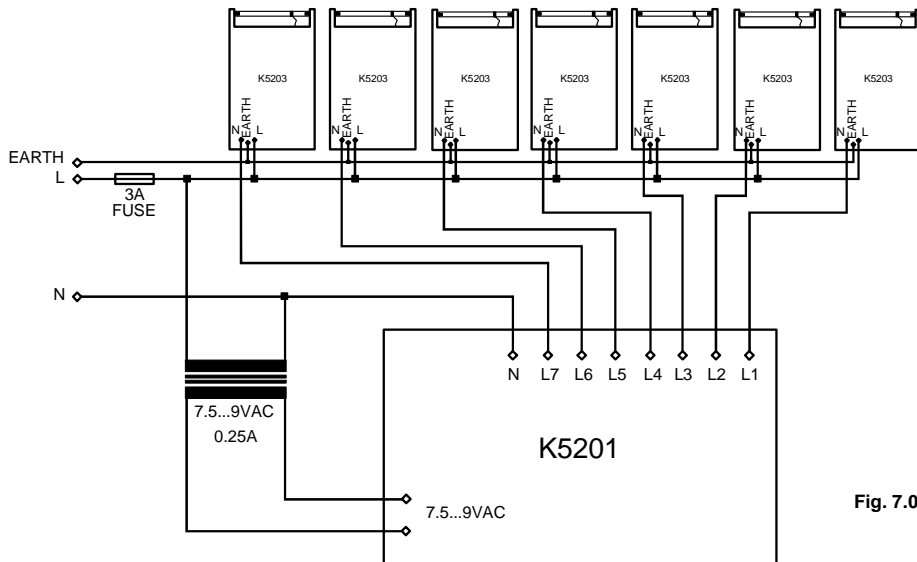 K5203 K5203 K5203 K5203 K5203 K5203 K5203
N EARTH L N EARTH L N EARTH L N EARTH L N EARTH L N EARTH L N EARTH L
EARTH
L
3A
FUSE
N
N L7 L6 L5 L4 L3 L2 L1
7.5...9VAC
0.25A
K5201
7.5...9VAC
Fig. 7.0